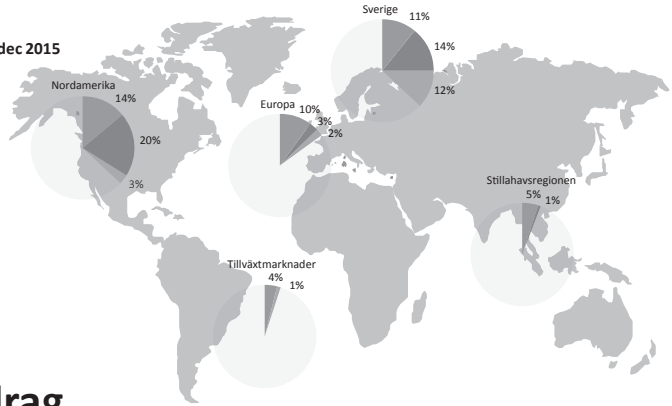 dec 2015
Sverige
11%
14%
12%
Nordamerika
14%
20%
3%
Europa
10%
3%
2%
Stillahavsregionen
5%
1%
Tillväxtmarknader
4%
1%
drag